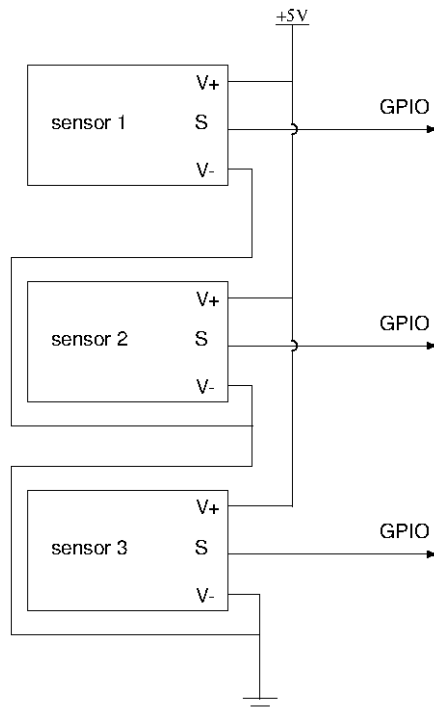 +5V
V+
GPIO
sensor 1
S
V-
V+
GPIO
sensor 2
S
V-
V+
GPIO
sensor 3
S
V-